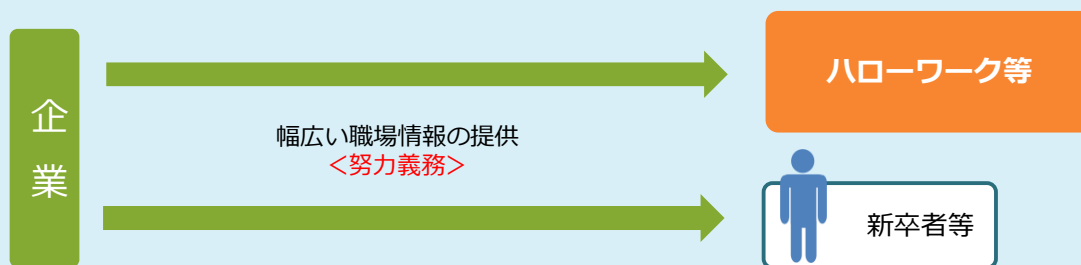 企業
ハローワーク等
幅広い職場情報の提供
＜努力義務＞
新卒者等